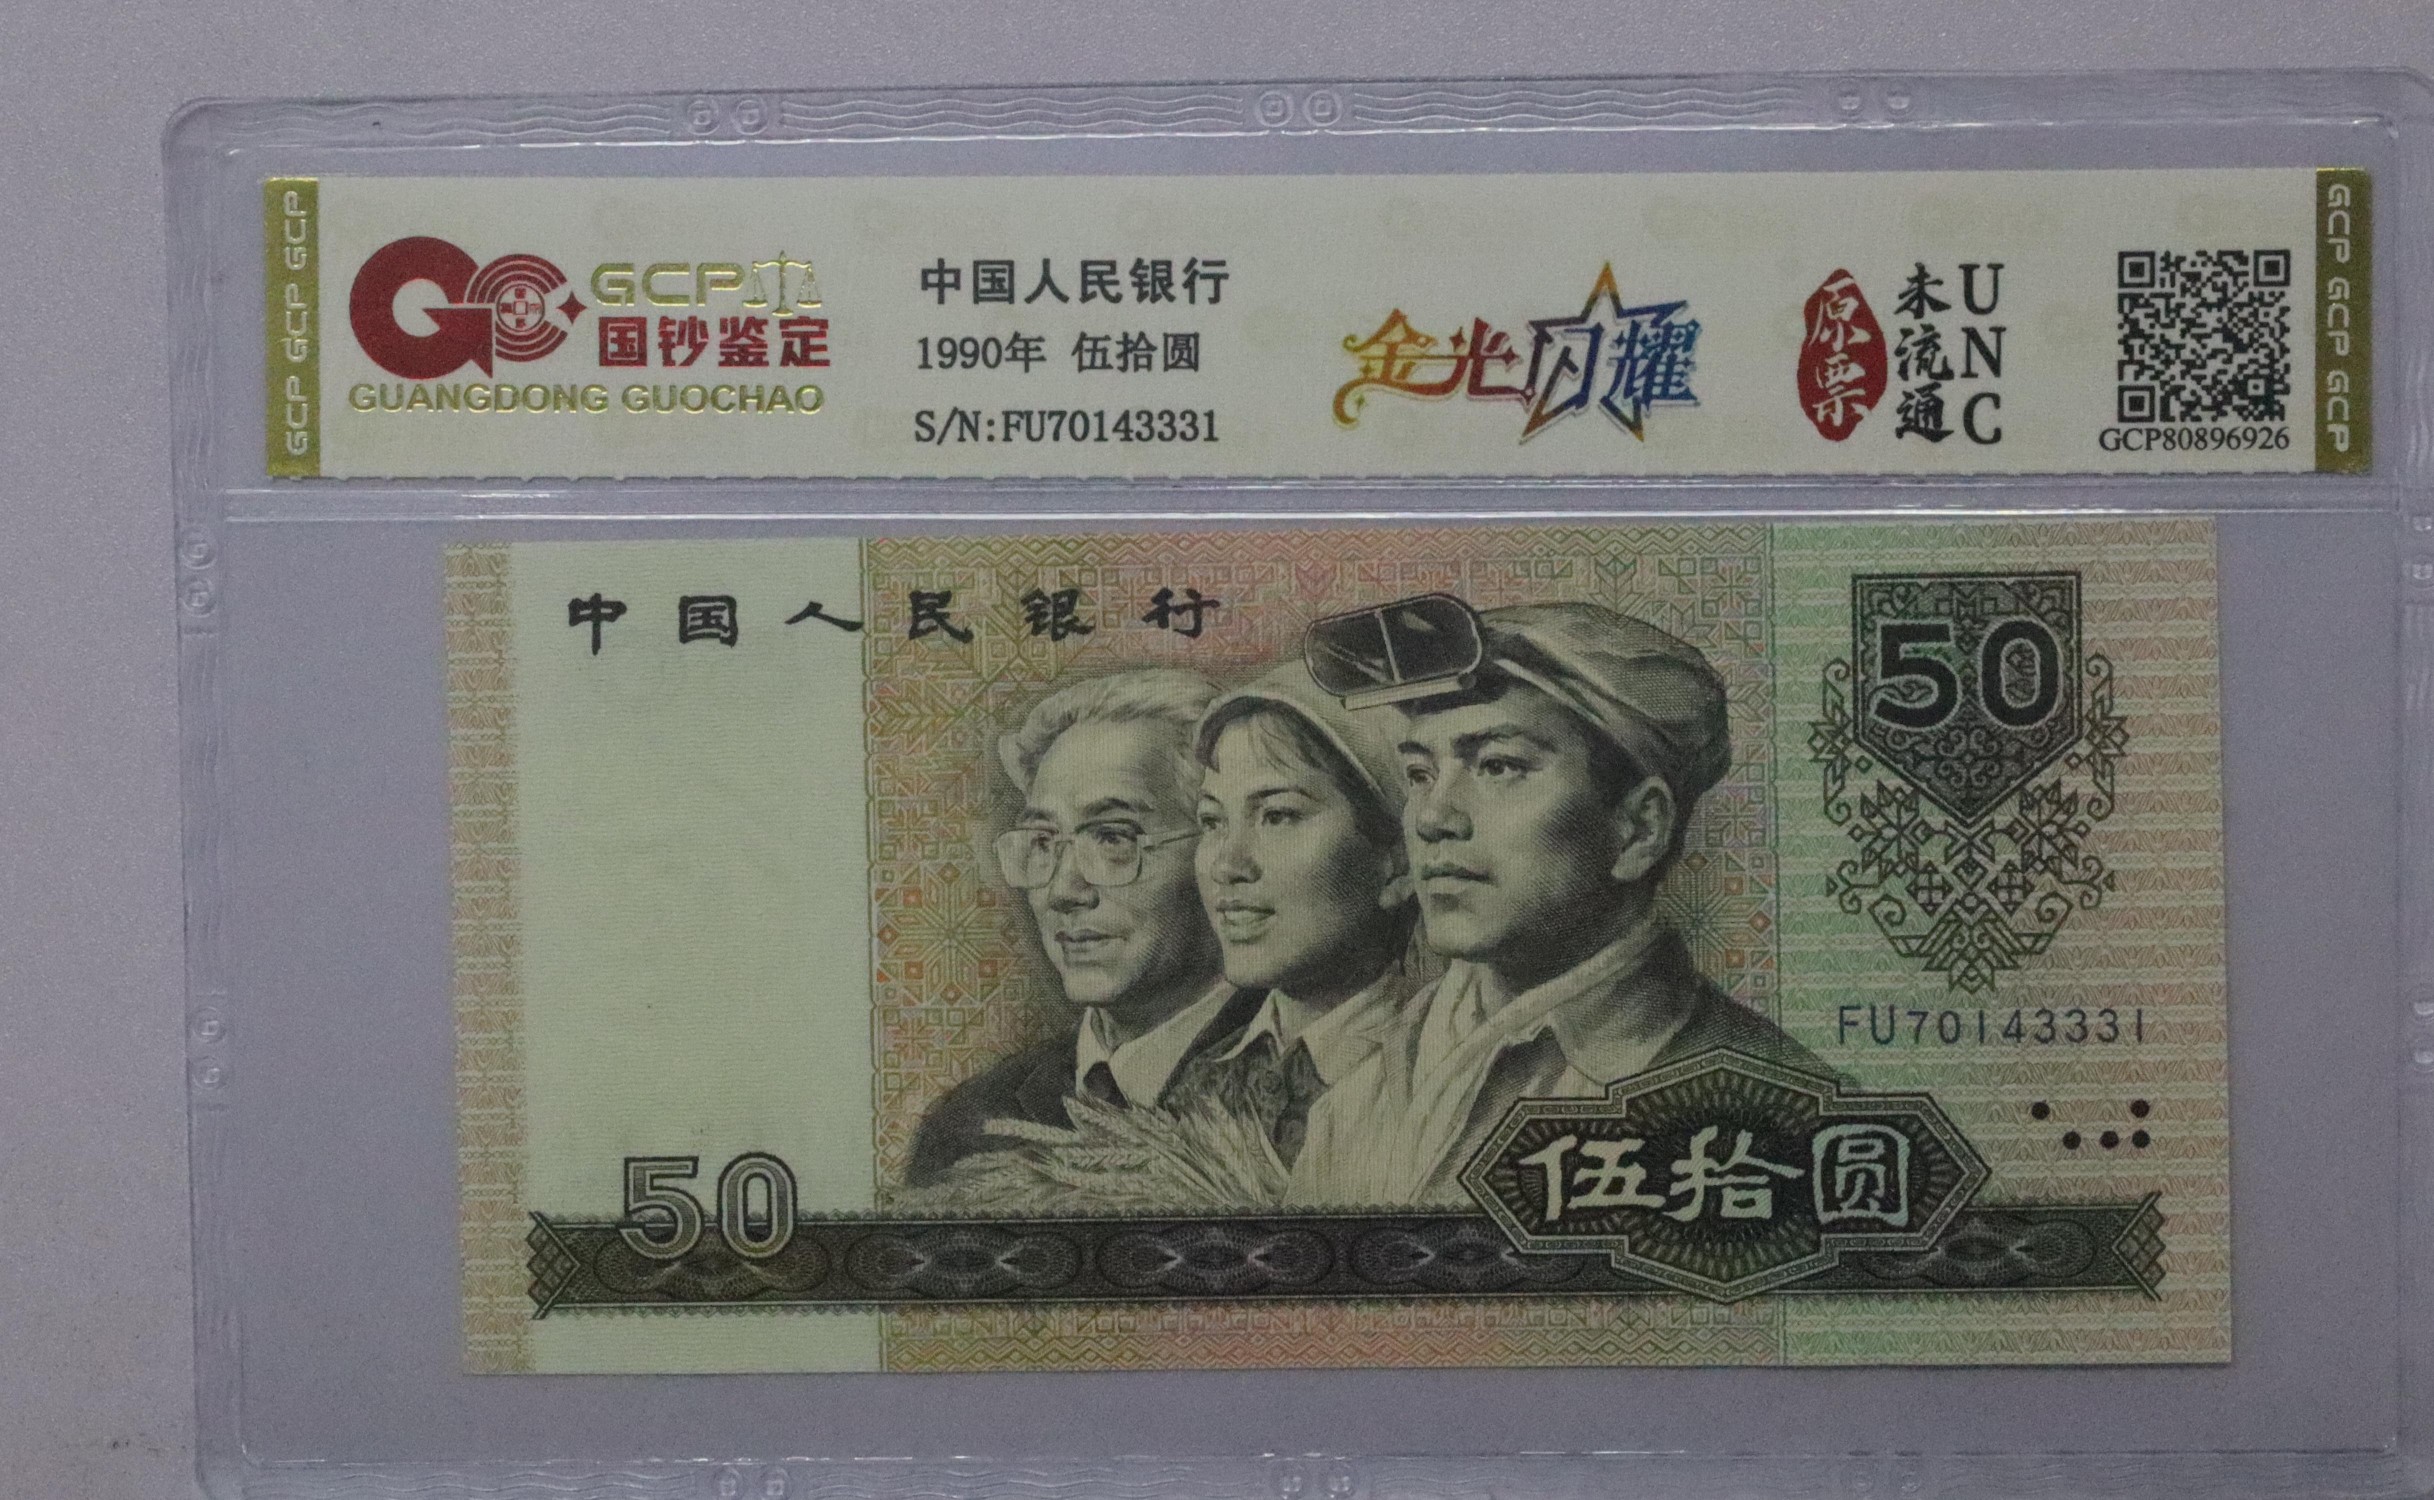 GCP GCP GCP
GCP
国钞鉴定
GUANGDONG GUOCHAO
中国人民银行
1990年 伍拾圆
S/N:FU70143331
金光闪耀
原票
未流通
UNC
GCP80896926
GCP GCP GCP
中国人民银行
50
FU70143331
50
伍拾圆